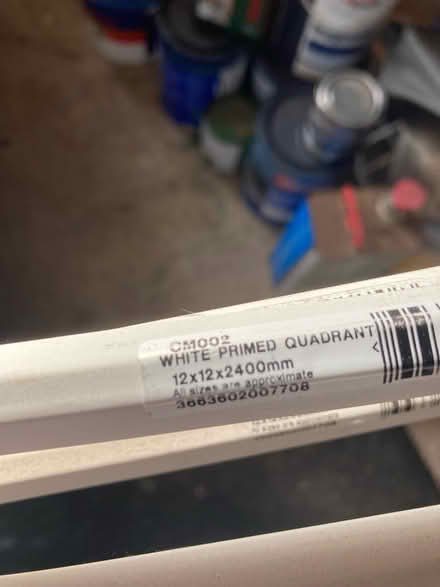 CM002
WHITE PRIMED QUADRANT
12x12x2400mm
All sizes are approximate
3663602007708